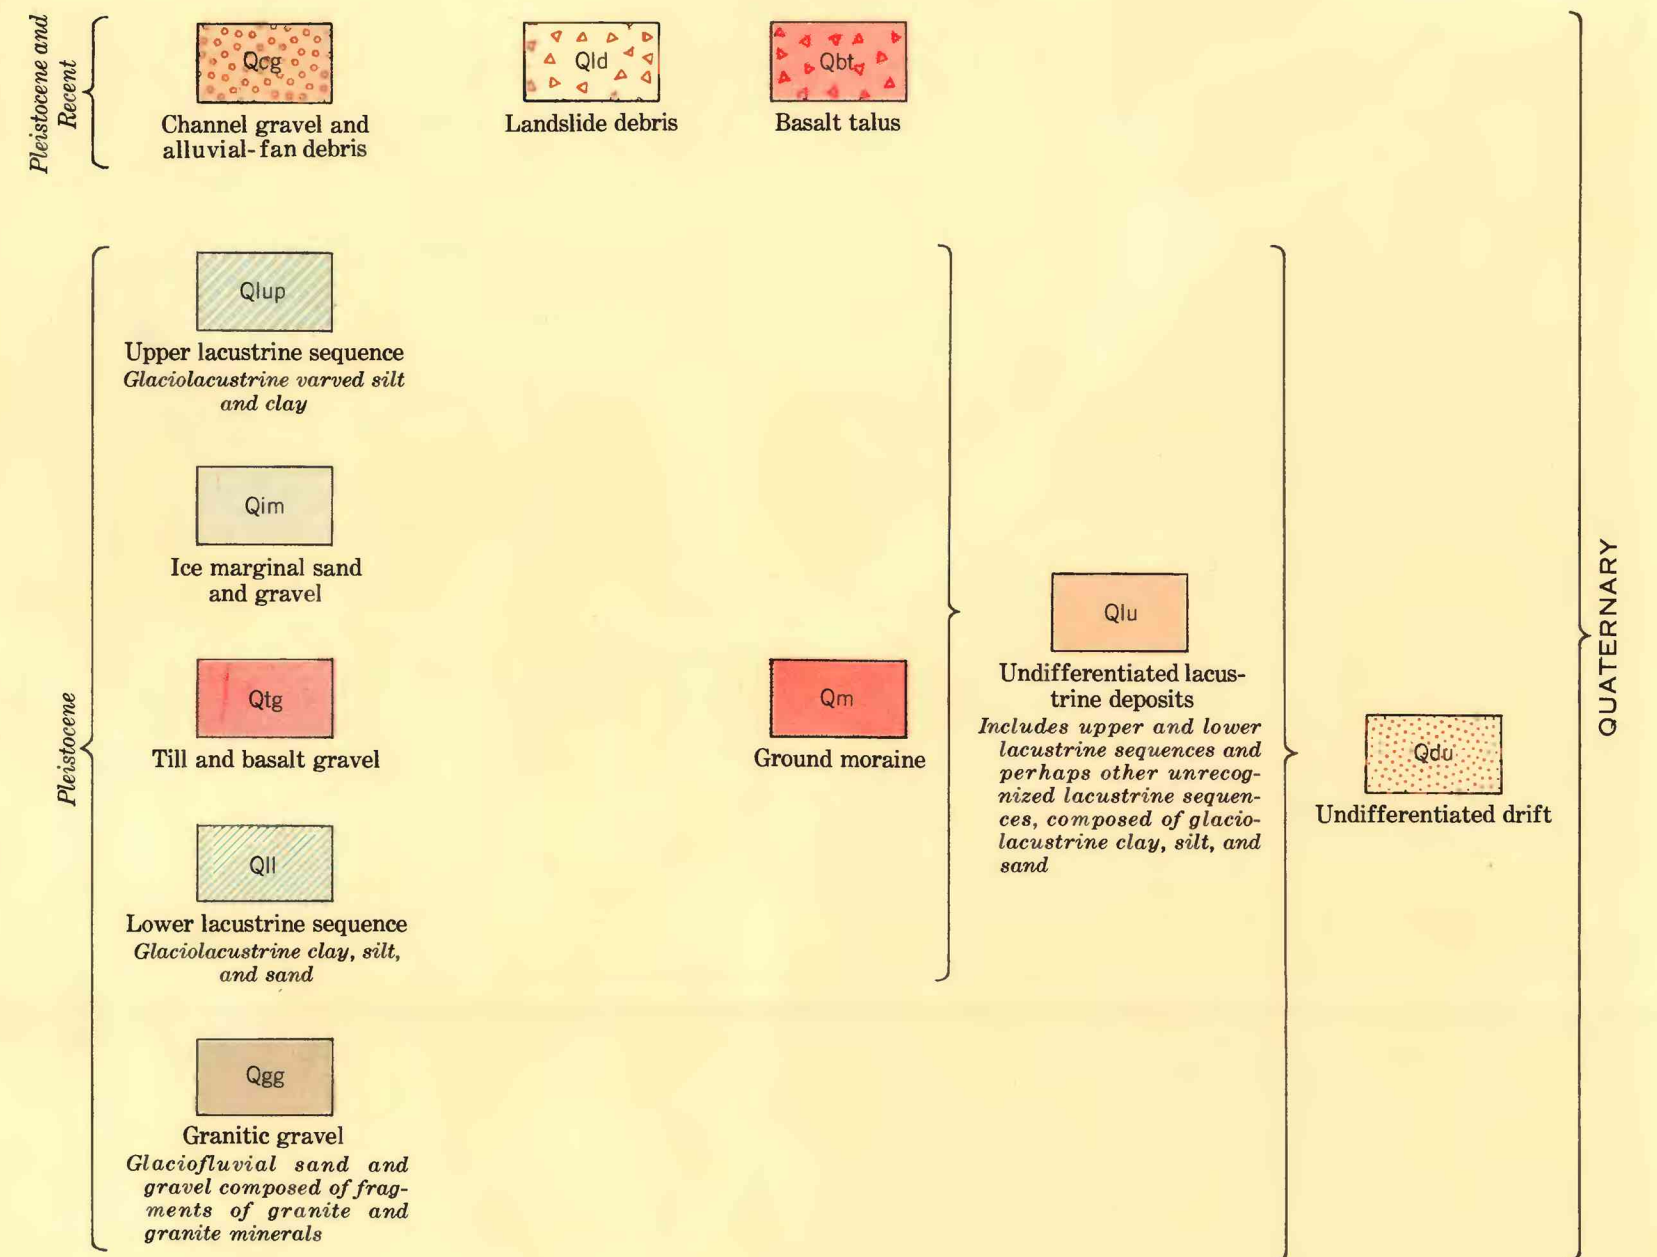 Pleistocene and
Recent
Qcg
Channel gravel and
alluvial-fan debris
Qld
Landslide debris
Qbt
Basalt talus
Pleistocene
Qlup
Upper lacustrine sequence
Glaciolacustrine varved silt
and clay
Qim
Ice marginal sand
and gravel
Qtg
Till and basalt gravel
Qll
Lower lacustrine sequence
Glaciolacustrine clay, silt,
and sand
Qgg
Granitic gravel
Glaciofluvial sand and
gravel composed of frag-
ments of granite and
granite minerals
Qm
Ground moraine
Qlu
Undifferentiated lacus-
trine deposits
Includes upper and lower
lacustrine sequences and
perhaps other unrecog-
nized lacustrine sequen-
ces, composed of glacio-
lacustrine clay, silt, and
sand
Qdu
Undifferentiated drift
QUATERNARY